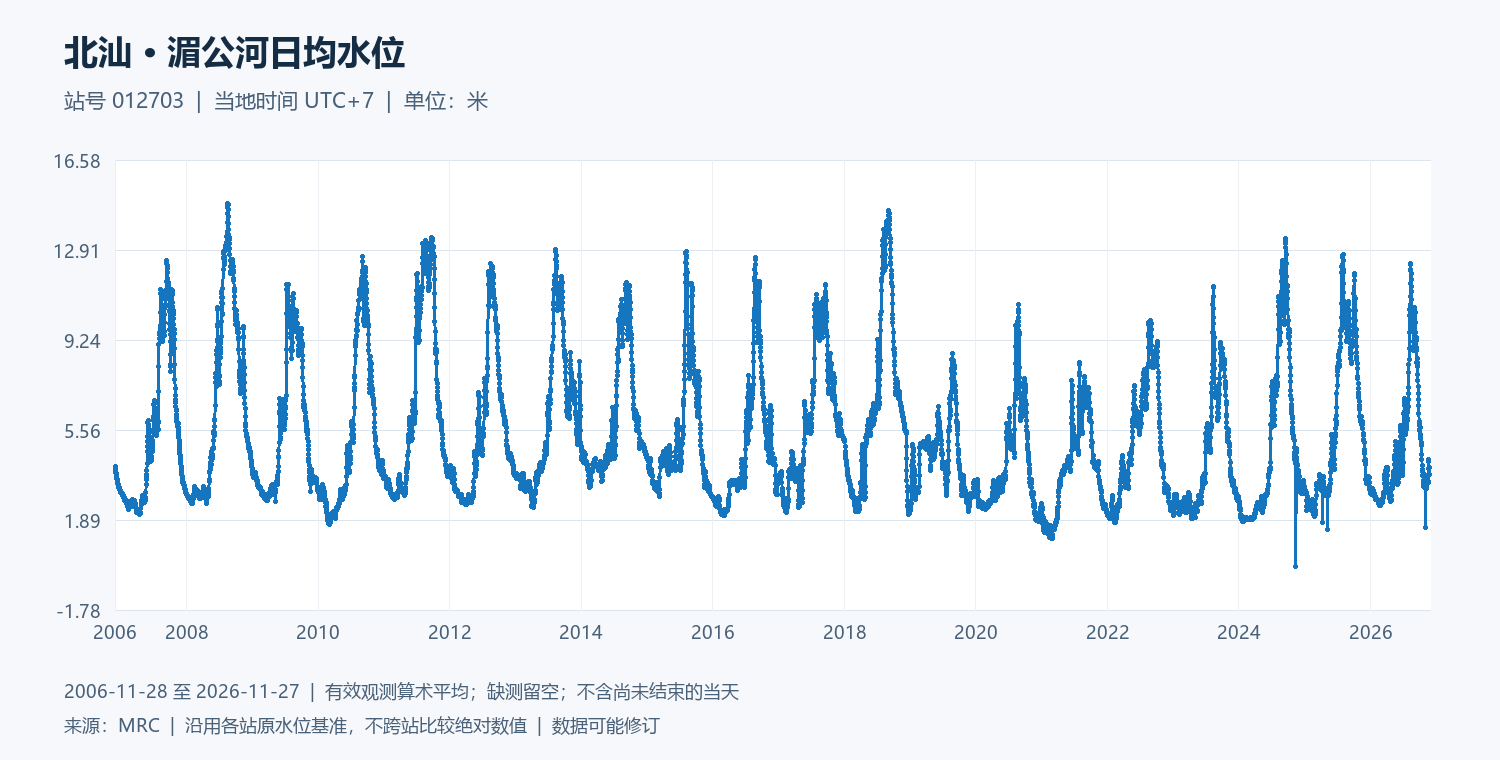 北汕 • 湄公河日均水位
站号 012703 | 当地时间 UTC+7 | 单位：米
16.58
12.91
9.24
5.56
1.89
-1.78
2006 2008 2010 2012 2014 2016 2018 2020 2022 2024 2026
2006-11-28 至 2026-11-27 | 有效观测算术平均；缺测留空；不含尚未结束的当天
来源：MRC | 沿用各站原水位基准，不跨站比较绝对数值 | 数据可能修订